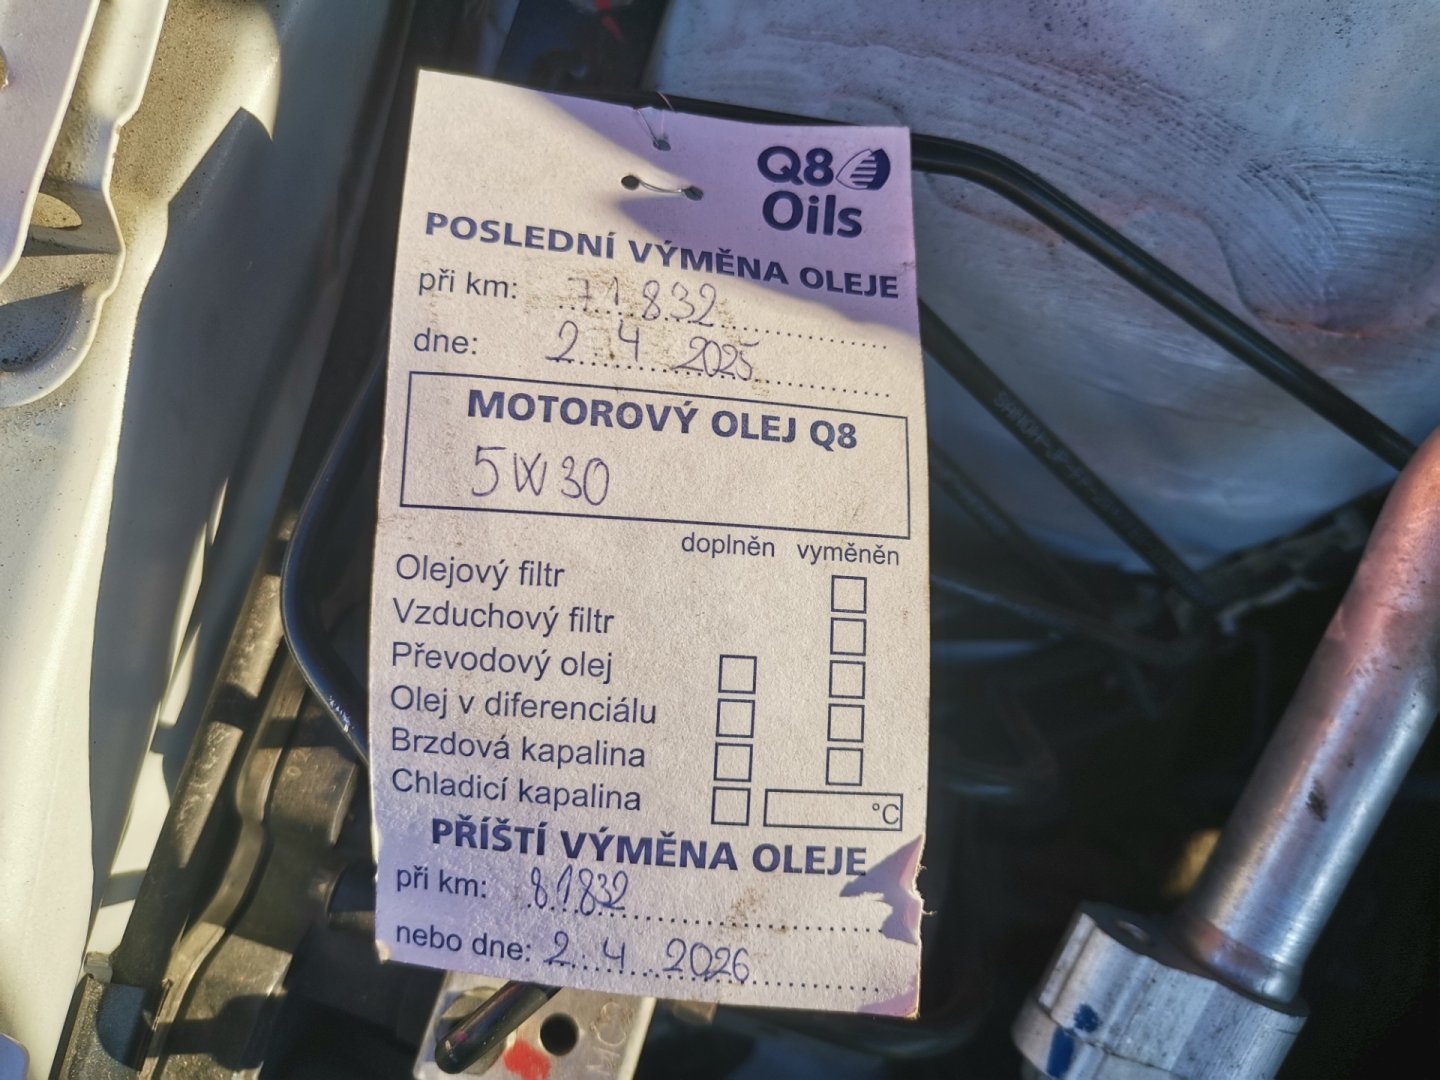 Q8
Oils
POSLEDNÍ VÝMĚNA OLEJE
při km: 71 832
dne: 2. 4 2025
MOTOROVÝ OLEJ Q8
5W30
doplněn vyměněn
Olejový filtr
Vzduchový filtr
Převodový olej
Olej v diferenciálu
Brzdová kapalina
Chladicí kapalina °C
PŘÍŠTÍ VÝMĚNA OLEJE
při km: 81832
nebo dne: 2. 4 2026